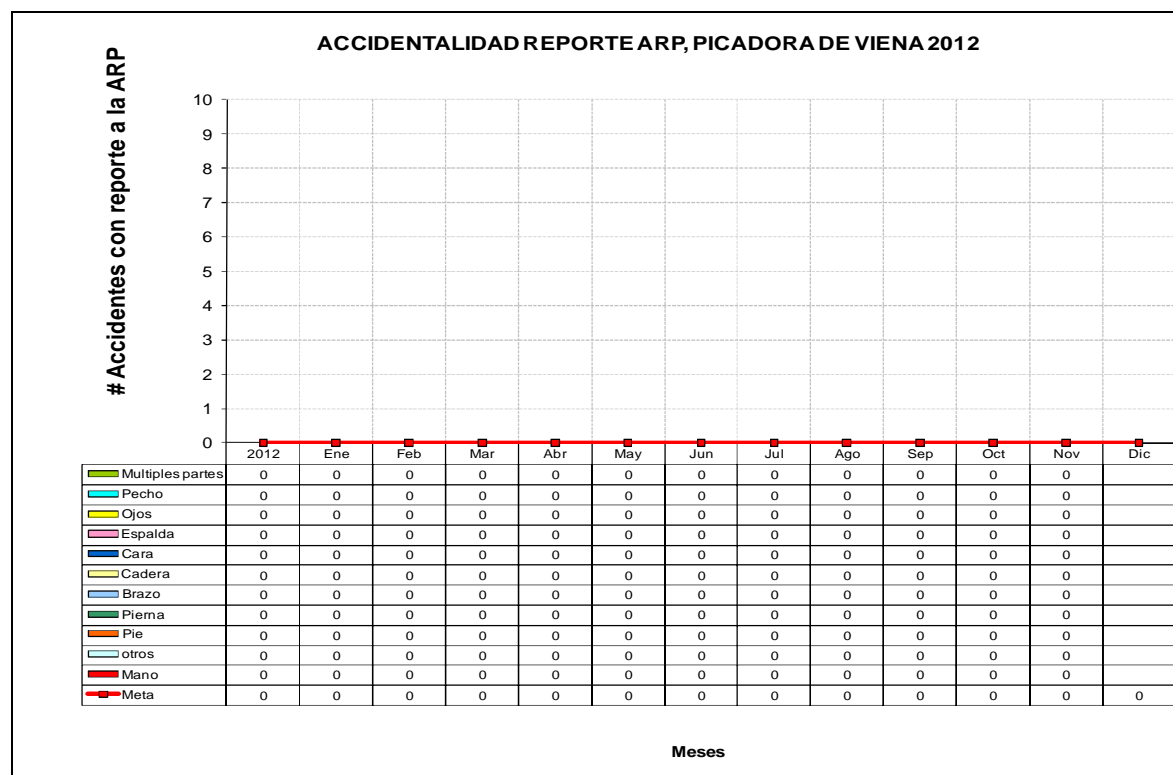 ACCIDENTALIDAD REPORTE ARP, PICADORA DE VIENA 2012
# Accidentes con reporte a la ARP
10
9
8
7
6
5
4
3
2
1
0
2012 Ene Feb Mar Abr May Jun Jul Ago Sep Oct Nov Dic
Multiples partes 0 0 0 0 0 0 0 0 0 0 0 0
Pecho 0 0 0 0 0 0 0 0 0 0 0 0
Ojos 0 0 0 0 0 0 0 0 0 0 0 0
Espalda 0 0 0 0 0 0 0 0 0 0 0 0
Cara 0 0 0 0 0 0 0 0 0 0 0 0
Cadera 0 0 0 0 0 0 0 0 0 0 0 0
Brazo 0 0 0 0 0 0 0 0 0 0 0 0
Pierna 0 0 0 0 0 0 0 0 0 0 0 0
Pie 0 0 0 0 0 0 0 0 0 0 0 0
otros 0 0 0 0 0 0 0 0 0 0 0 0
Mano 0 0 0 0 0 0 0 0 0 0 0 0
Meta 0 0 0 0 0 0 0 0 0 0 0 0 0
Meses